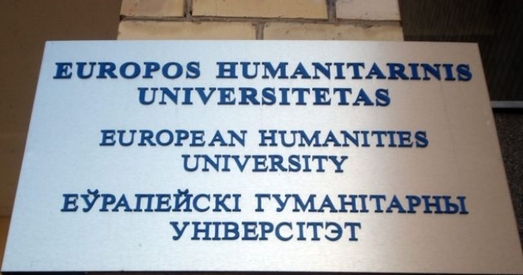 EUROPOS HUMANITARINIS
UNIVERSITETAS
EUROPEAN HUMANITIES
UNIVERSITY
ЕЎРАПЕЙСКІ ГУМАНІТАРНЫ
УНІВЕРСІТЭТ